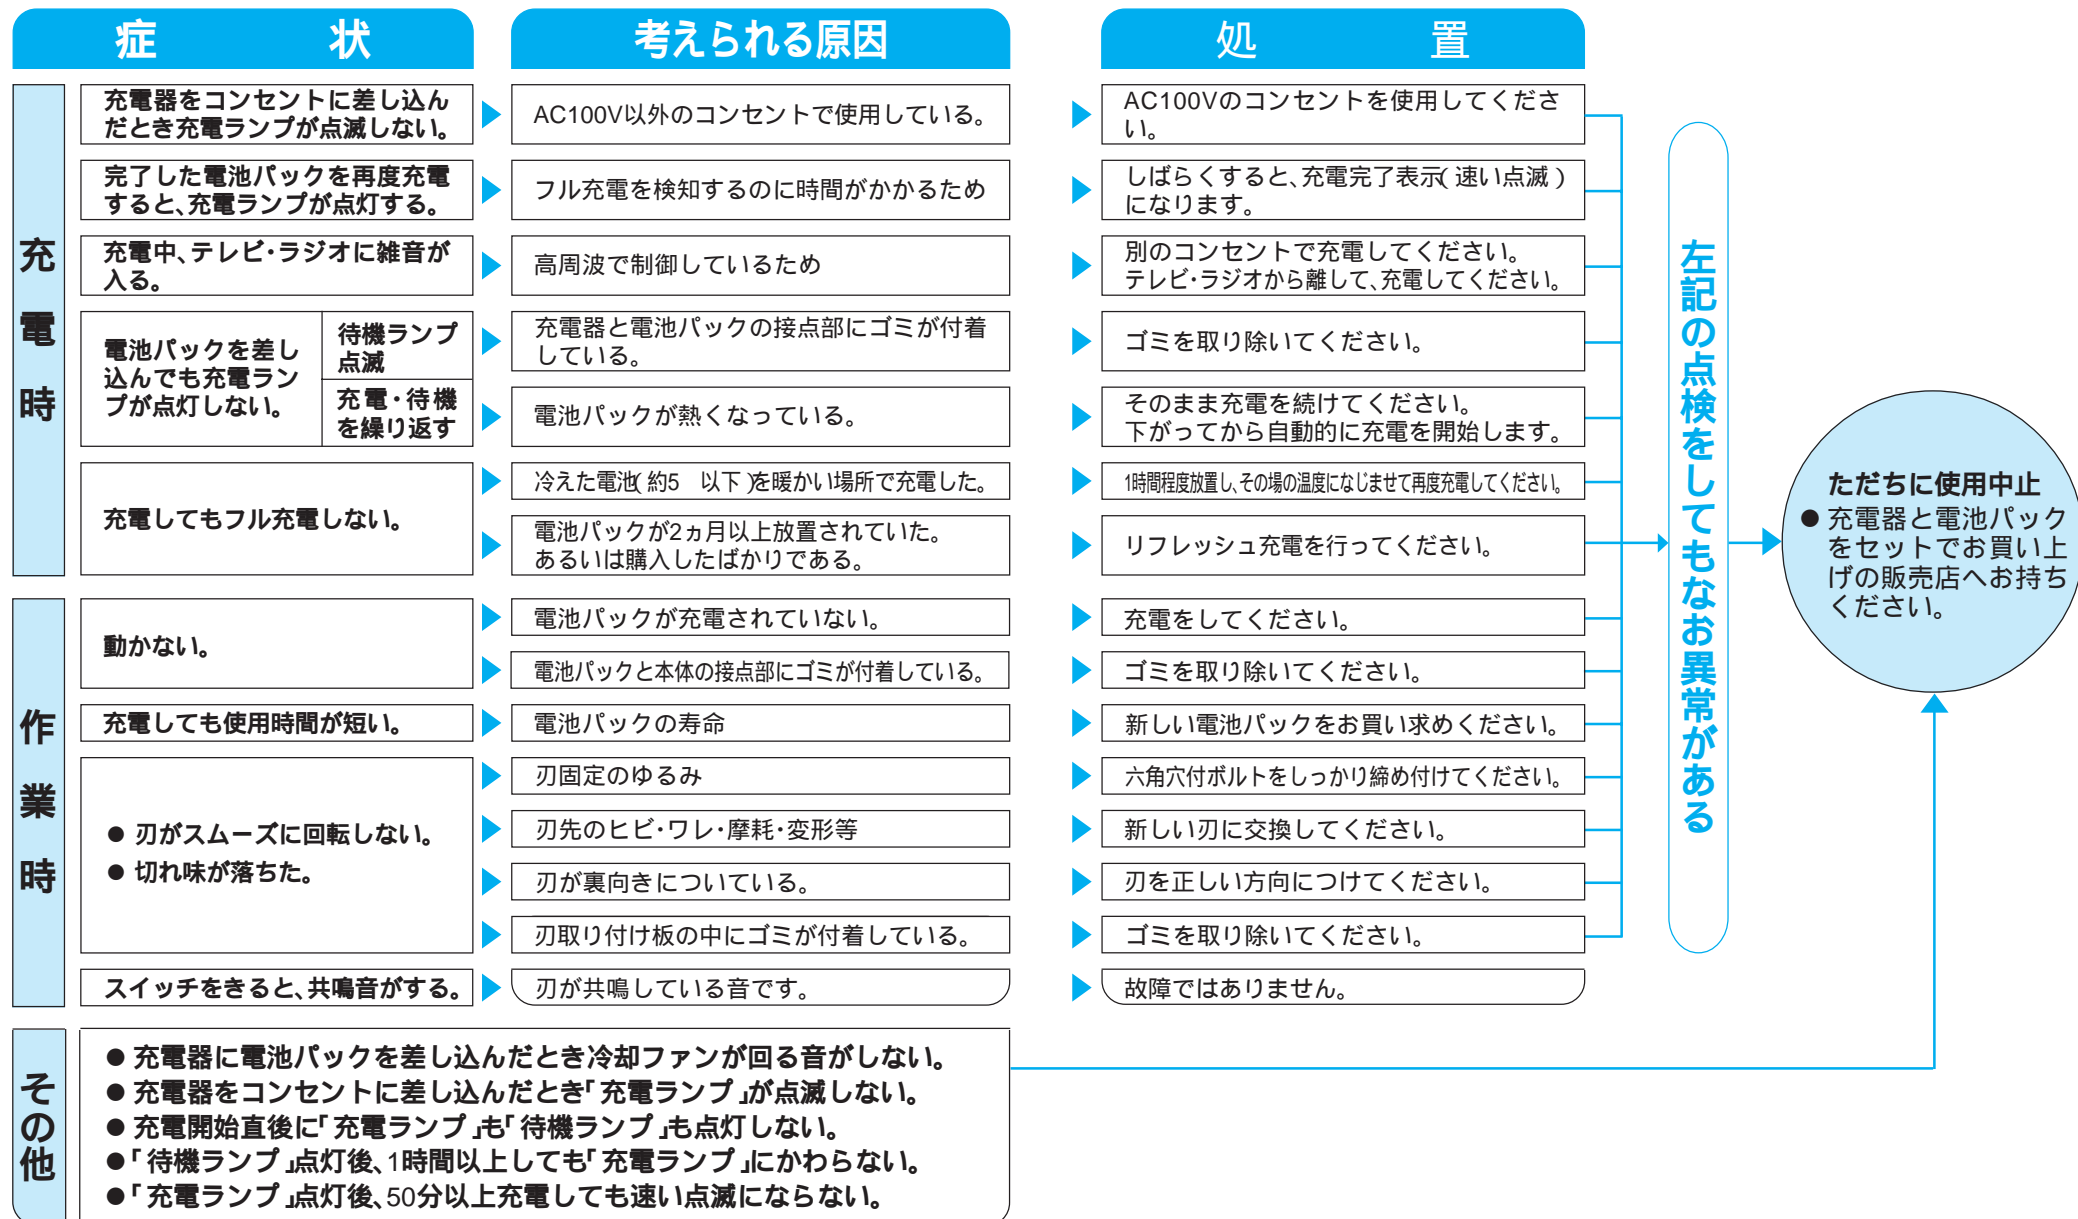 症状
考えられる原因
処置
充電時
充電器をコンセントに差し込ん
だとき充電ランプが点滅しない。
AC100V以外のコンセントで使用している。
AC100Vのコンセントを使用してくださ
い。
完了した電池パックを再度充電
すると、充電ランプが点灯する。
フル充電を検知するのに時間がかかるため
しばらくすると、充電完了表示(速い点滅)
になります。
充電中、テレビ・ラジオに雑音が
入る。
高周波で制御しているため
別のコンセントで充電してください。
テレビ・ラジオから離して、充電してください。
電池パックを差し
込んでも充電ラン
プが点灯しない。
待機ランプ
点滅
充電器と電池パックの接点部にゴミが付着
している。
ゴミを取り除いてください。
充電・待機
を繰り返す
電池パックが熱くなっている。
そのまま充電を続けてください。
下がってから自動的に充電を開始します。
充電してもフル充電しない。
冷えた電池(約5 以下)を暖かい場所で充電した。
1時間程度放置し、その場の温度になじませて再度充電してください。
電池パックが2ヵ月以上放置されていた。
あるいは購入したばかりである。
リフレッシュ充電を行ってください。
作業時
動かない。
電池パックが充電されていない。
充電をしてください。
電池パックと本体の接点部にゴミが付着している。
ゴミを取り除いてください。
充電しても使用時間が短い。
電池パックの寿命
新しい電池パックをお買い求めください。
● 刃がスムーズに回転しない。
● 切れ味が落ちた。
刃固定のゆるみ
六角穴付ボルトをしっかり締め付けてください。
刃先のヒビ・ワレ・摩耗・変形等
新しい刃に交換してください。
刃が裏向きについている。
刃を正しい方向につけてください。
刃取り付け板の中にゴミが付着している。
ゴミを取り除いてください。
スイッチをきると、共鳴音がする。
刃が共鳴している音です。
故障ではありません。
左記の点検をしてもなお異常がある
ただちに使用中止
● 充電器と電池パック
をセットでお買い上
げの販売店へお持ち
ください。
その他
● 充電器に電池パックを差し込んだとき冷却ファンが回る音がしない。
● 充電器をコンセントに差し込んだとき「充電ランプ」が点滅しない。
● 充電開始直後に「充電ランプ」も「待機ランプ」も点灯しない。
●「待機ランプ」点灯後、1時間以上しても「充電ランプ」にかわらない。
●「充電ランプ」点灯後、50分以上充電しても速い点滅にならない。